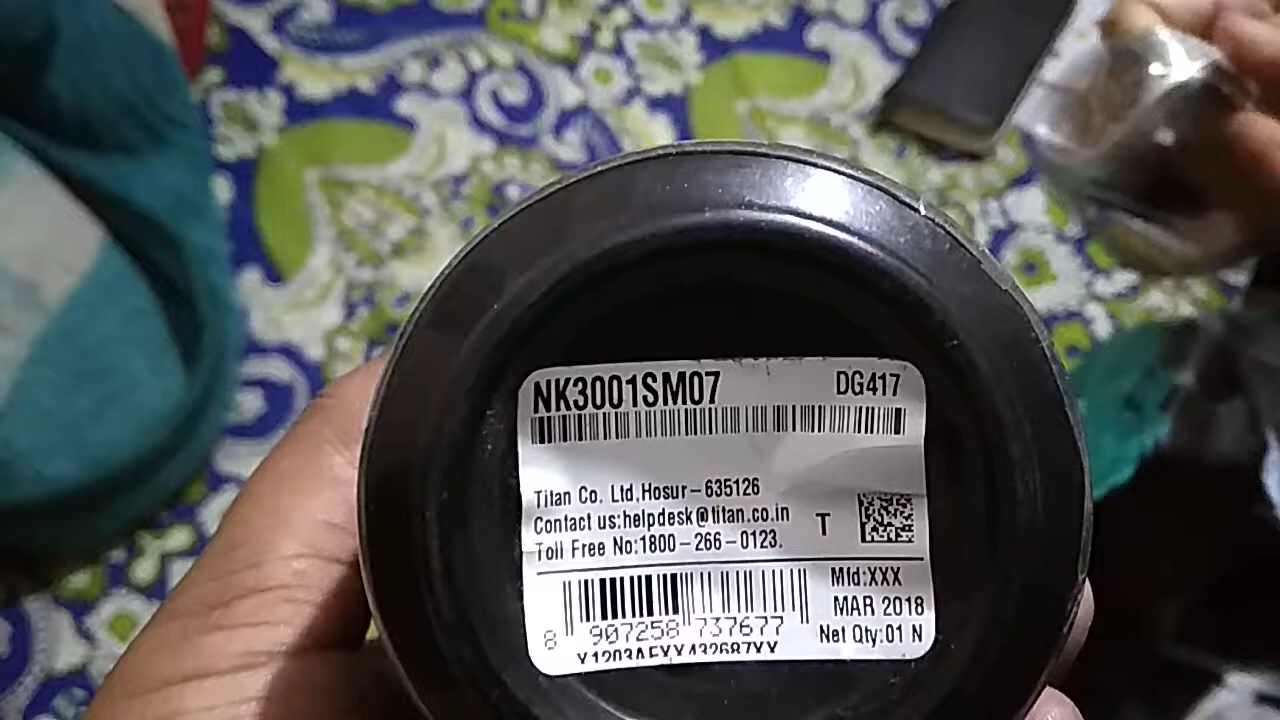 NK3001SM07 DG417
Titan Co. Ltd.Hosur-635126
Contact us:helpdesk@titan.co.in
Toll Free No:1800-266-0123.
T
Mfd:XXX
MAR 2018
Net Qty:01 N
8 907258 737677